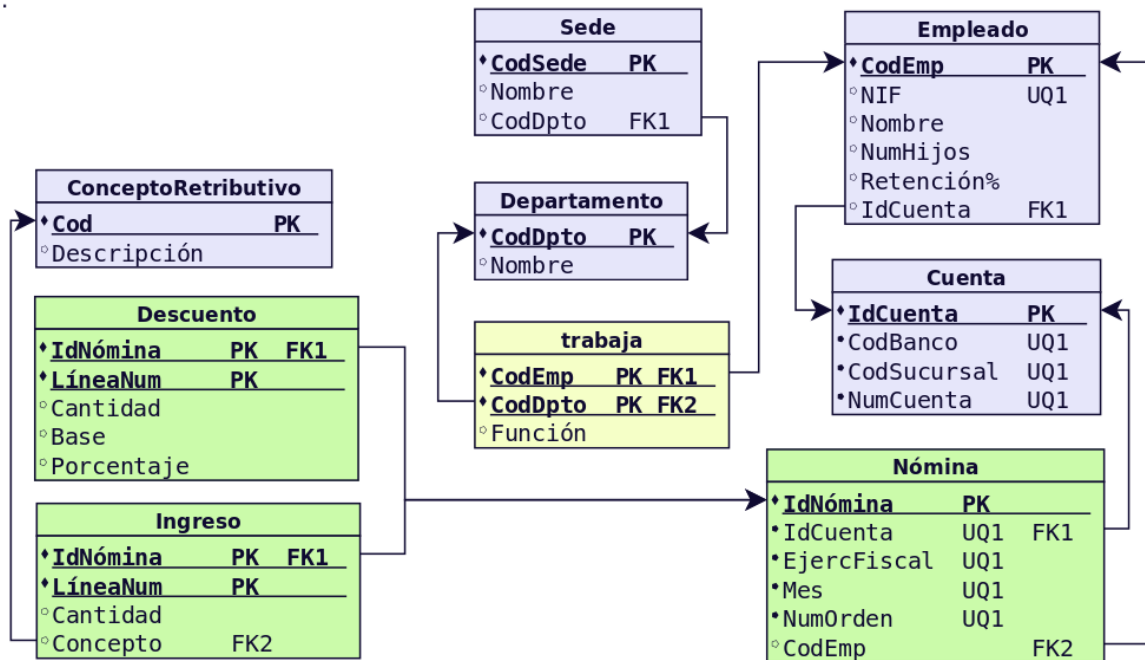 Sede
CodSede PK
Nombre
CodDpto FK1
Empleado
CodEmp PK
NIF UQ1
Nombre
NumHijos
Retención%
IdCuenta FK1
ConceptoRetributivo
Cod PK
Descripción
Departamento
CodDpto PK
Nombre
Cuenta
IdCuenta PK
CodBanco UQ1
CodSucursal UQ1
NumCuenta UQ1
Descuento
IdNómina PK FK1
LíneaNum PK
Cantidad
Base
Porcentaje
trabaja
CodEmp PK FK1
CodDpto PK FK2
Función
Ingreso
IdNómina PK FK1
LíneaNum PK
Cantidad
Concepto FK2
Nómina
IdNómina PK
IdCuenta UQ1 FK1
EjercFiscal UQ1
Mes UQ1
NumOrden UQ1
CodEmp FK2